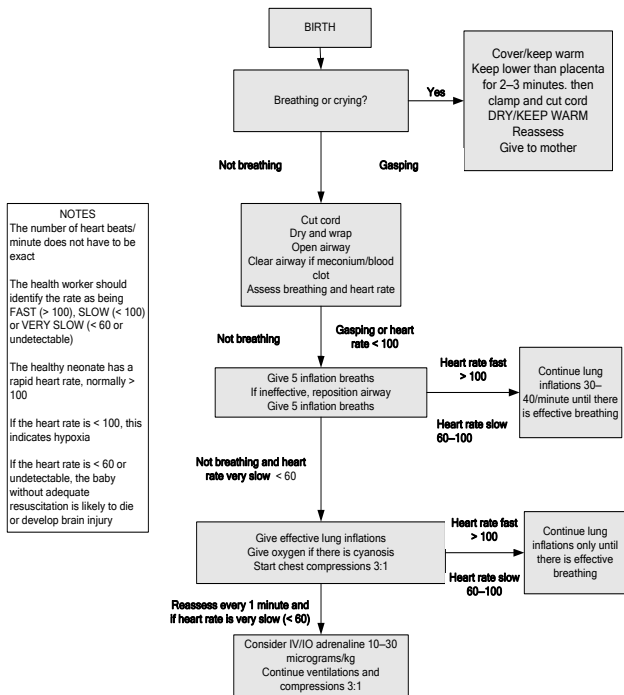 BIRTH
Breathing or crying?
Yes
Cover/keep warm
Keep lower than placenta
for 2–3 minutes. then
clamp and cut cord
DRY/KEEP WARM
Reassess
Give to mother
Not breathing
Gasping
NOTES
The number of heart beats/
minute does not have to be
exact
The health worker should
identify the rate as being
FAST (> 100), SLOW (< 100)
or VERY SLOW (< 60 or
undetectable)
The healthy neonate has a
rapid heart rate, normally >
100
If the heart rate is < 100, this
indicates hypoxia
If the heart rate is < 60 or
undetectable, the baby
without adequate
resuscitation is likely to die
or develop brain injury
Cut cord
Dry and wrap
Open airway
Clear airway if meconium/blood
clot
Assess breathing and heart rate
Not breathing
Gasping or heart
rate < 100
Give 5 inflation breaths
If ineffective, reposition airway
Give 5 inflation breaths
Heart rate fast
> 100
Heart rate slow
60–100
Continue lung
inflations 30–
40/minute until there
is effective breathing
Not breathing and heart
rate very slow < 60
Give effective lung inflations
Give oxygen if there is cyanosis
Start chest compressions 3:1
Heart rate fast
> 100
Heart rate slow
60–100
Continue lung
inflations only until
there is effective
breathing
Reassess every 1 minute and
if heart rate is very slow (< 60)
Consider IV/IO adrenaline 10–30
micrograms/kg
Continue ventilations and
compressions 3:1